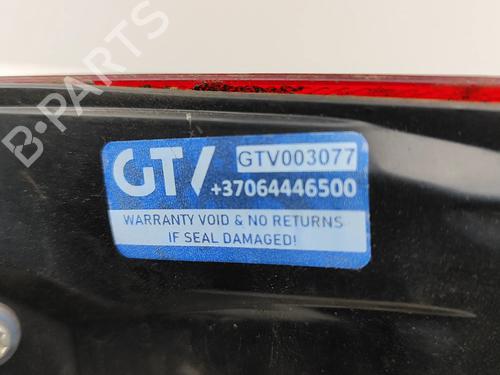 GTV
GTV003077
+37064446500
WARRANTY VOID & NO RETURNS
IF SEAL DAMAGED!
B-PARTS